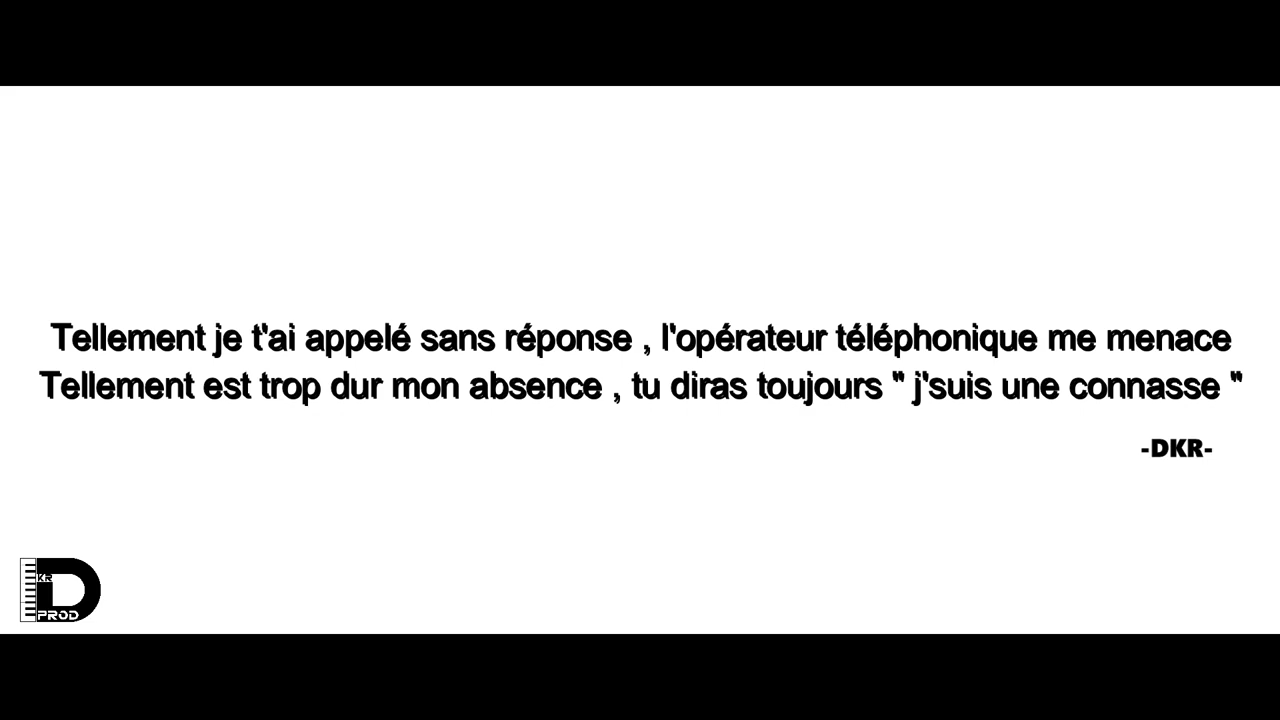 Tellement je t'ai appelé sans réponse , l'opérateur téléphonique me menace
Tellement est trop dur mon absence , tu diras toujours " j'suis une connasse "
-DKR-
KR
PROD